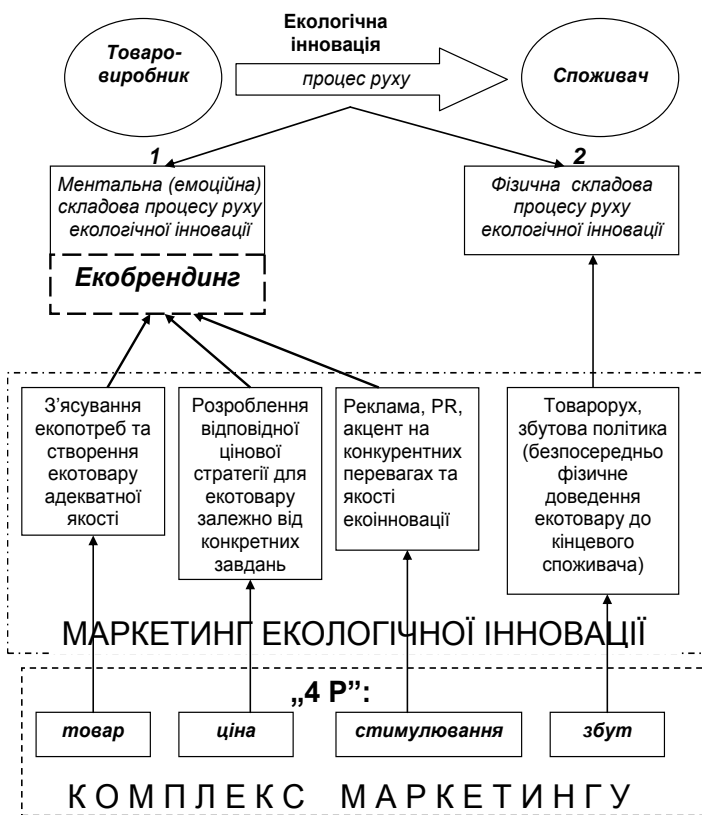 Екологічна
інновація
Товаро-
виробник
процес руху
Споживач
1
Ментальна (емоційна)
складова процесу руху
екологічної інновації
Екобрендинг
2
Фізична складова
процесу руху
екологічної інновації
З’ясування
екопотреб та
створення
екотовару
адекватної
якості
Розроблення
відповідної
цінової
стратегії для
екотовару
залежно від
конкретних
завдань
Реклама, PR,
акцент на
конкурентних
перевагах та
якості
екоінновації
Товарорух,
збутова політика
(безпосередньо
фізичне
доведення
екотовару до
кінцевого
споживача)
МАРКЕТИНГ ЕКОЛОГІЧНОЇ ІННОВАЦІЇ
„4 Р”:
товар
ціна
стимулювання
збут
КОМПЛЕКС МАРКЕТИНГУ